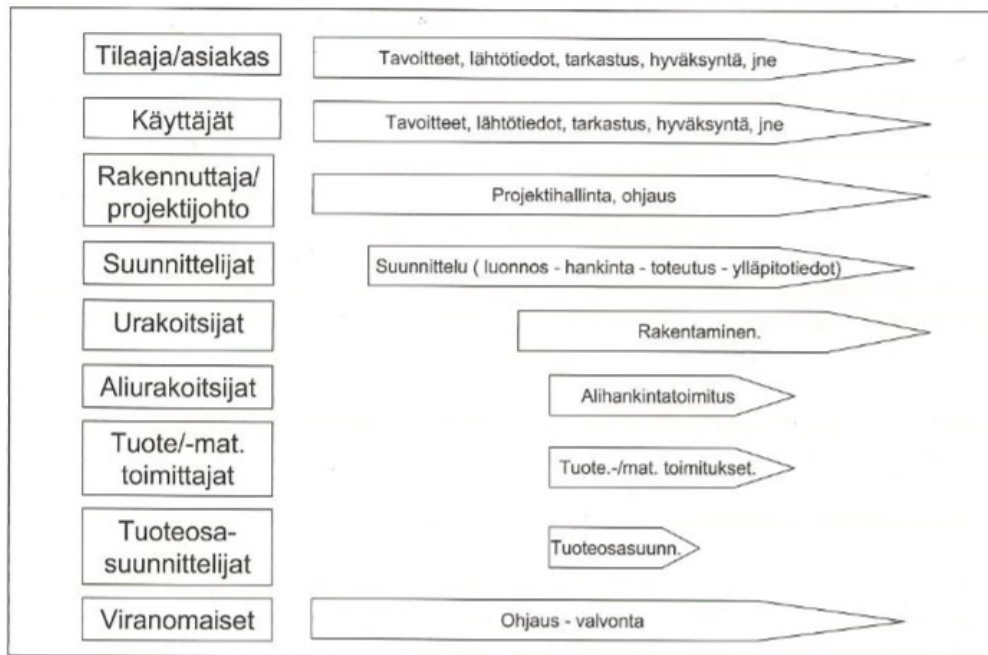 Tilaaja/asiakas
Tavoitteet, lähtötiedot, tarkastus, hyväksyntä, jne
Käyttäjät
Tavoitteet, lähtötiedot, tarkastus, hyväksyntä, jne
Rakennuttaja/
projektijohto
Projektihallinta, ohjaus
Suunnittelijat
Suunnittelu ( luonnos - hankinta - toteutus - ylläpitotiedot)
Urakoitsijat
Rakentaminen.
Aliurakoitsijat
Alihankintatoimitus
Tuote/-mat.
toimittajat
Tuote.-/mat. toimitukset.
Tuoteosa-
suunnittelijat
Tuoteosasuunn.
Viranomaiset
Ohjaus - valvonta